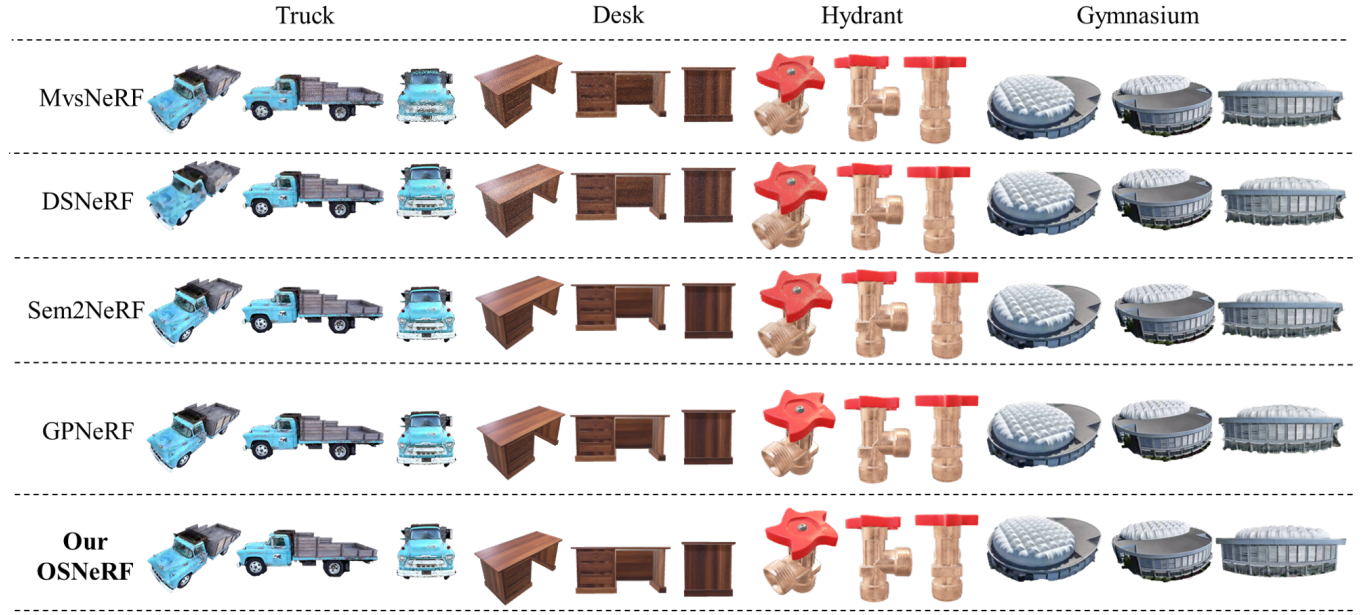 Truck Desk Hydrant Gymnasium
MvsNeRF
DSNeRF
Sem2NeRF
GPNeRF
Our
OSNeRF